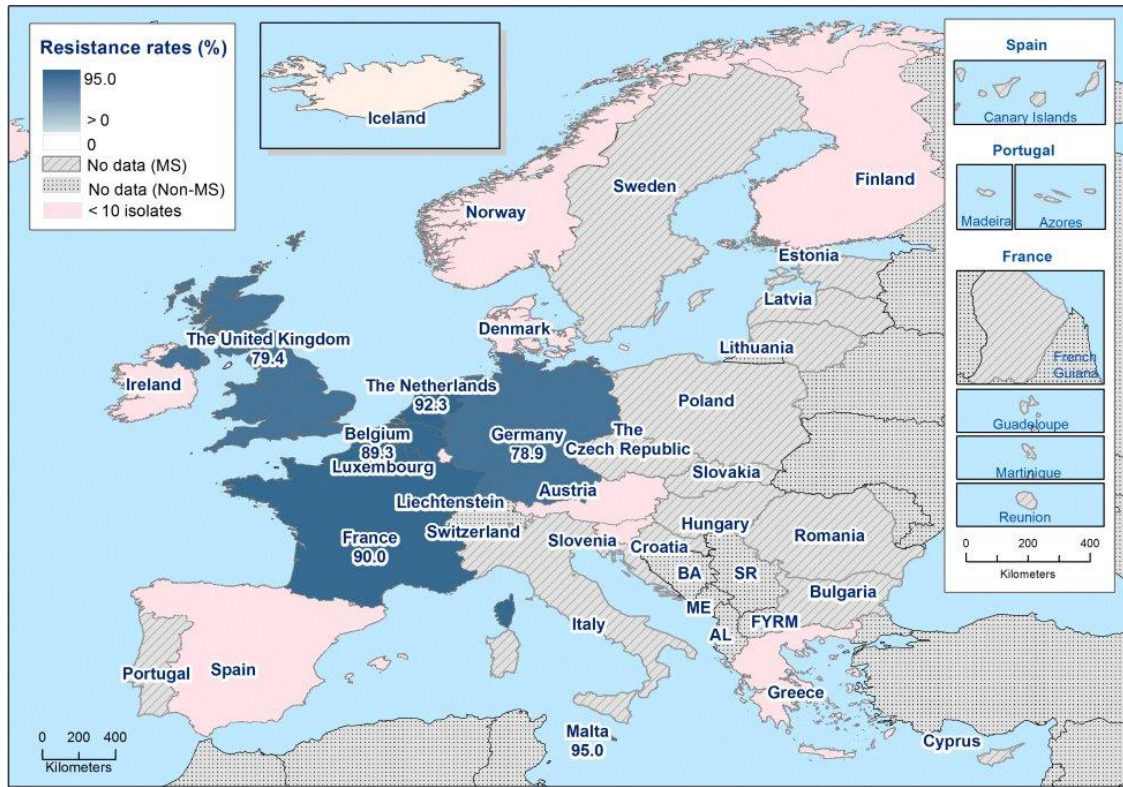 Resistance rates (%)
95.0
> 0
0
No data (MS)
No data (Non-MS)
< 10 isolates
Iceland
Norway
Sweden
Finland
Estonia
Latvia
Lithuania
Denmark
The United Kingdom
79.4
Ireland
The Netherlands
92.3
Belgium
89.3
Luxembourg
Germany
78.9
Poland
The
Czech Republic
Slovakia
Austria
Liechtenstein
Switzerland
France
90.0
Hungary
Slovenia
Croatia
Romania
BA
SR
Bulgaria
ME
FYRM
AL
Italy
Portugal
Spain
Greece
Malta
95.0
Cyprus
0 200 400
Kilometers
Spain
Canary Islands
Portugal
Madeira
Azores
France
French
Guiana
Guadeloupe
Martinique
Reunion
0 200 400
Kilometers